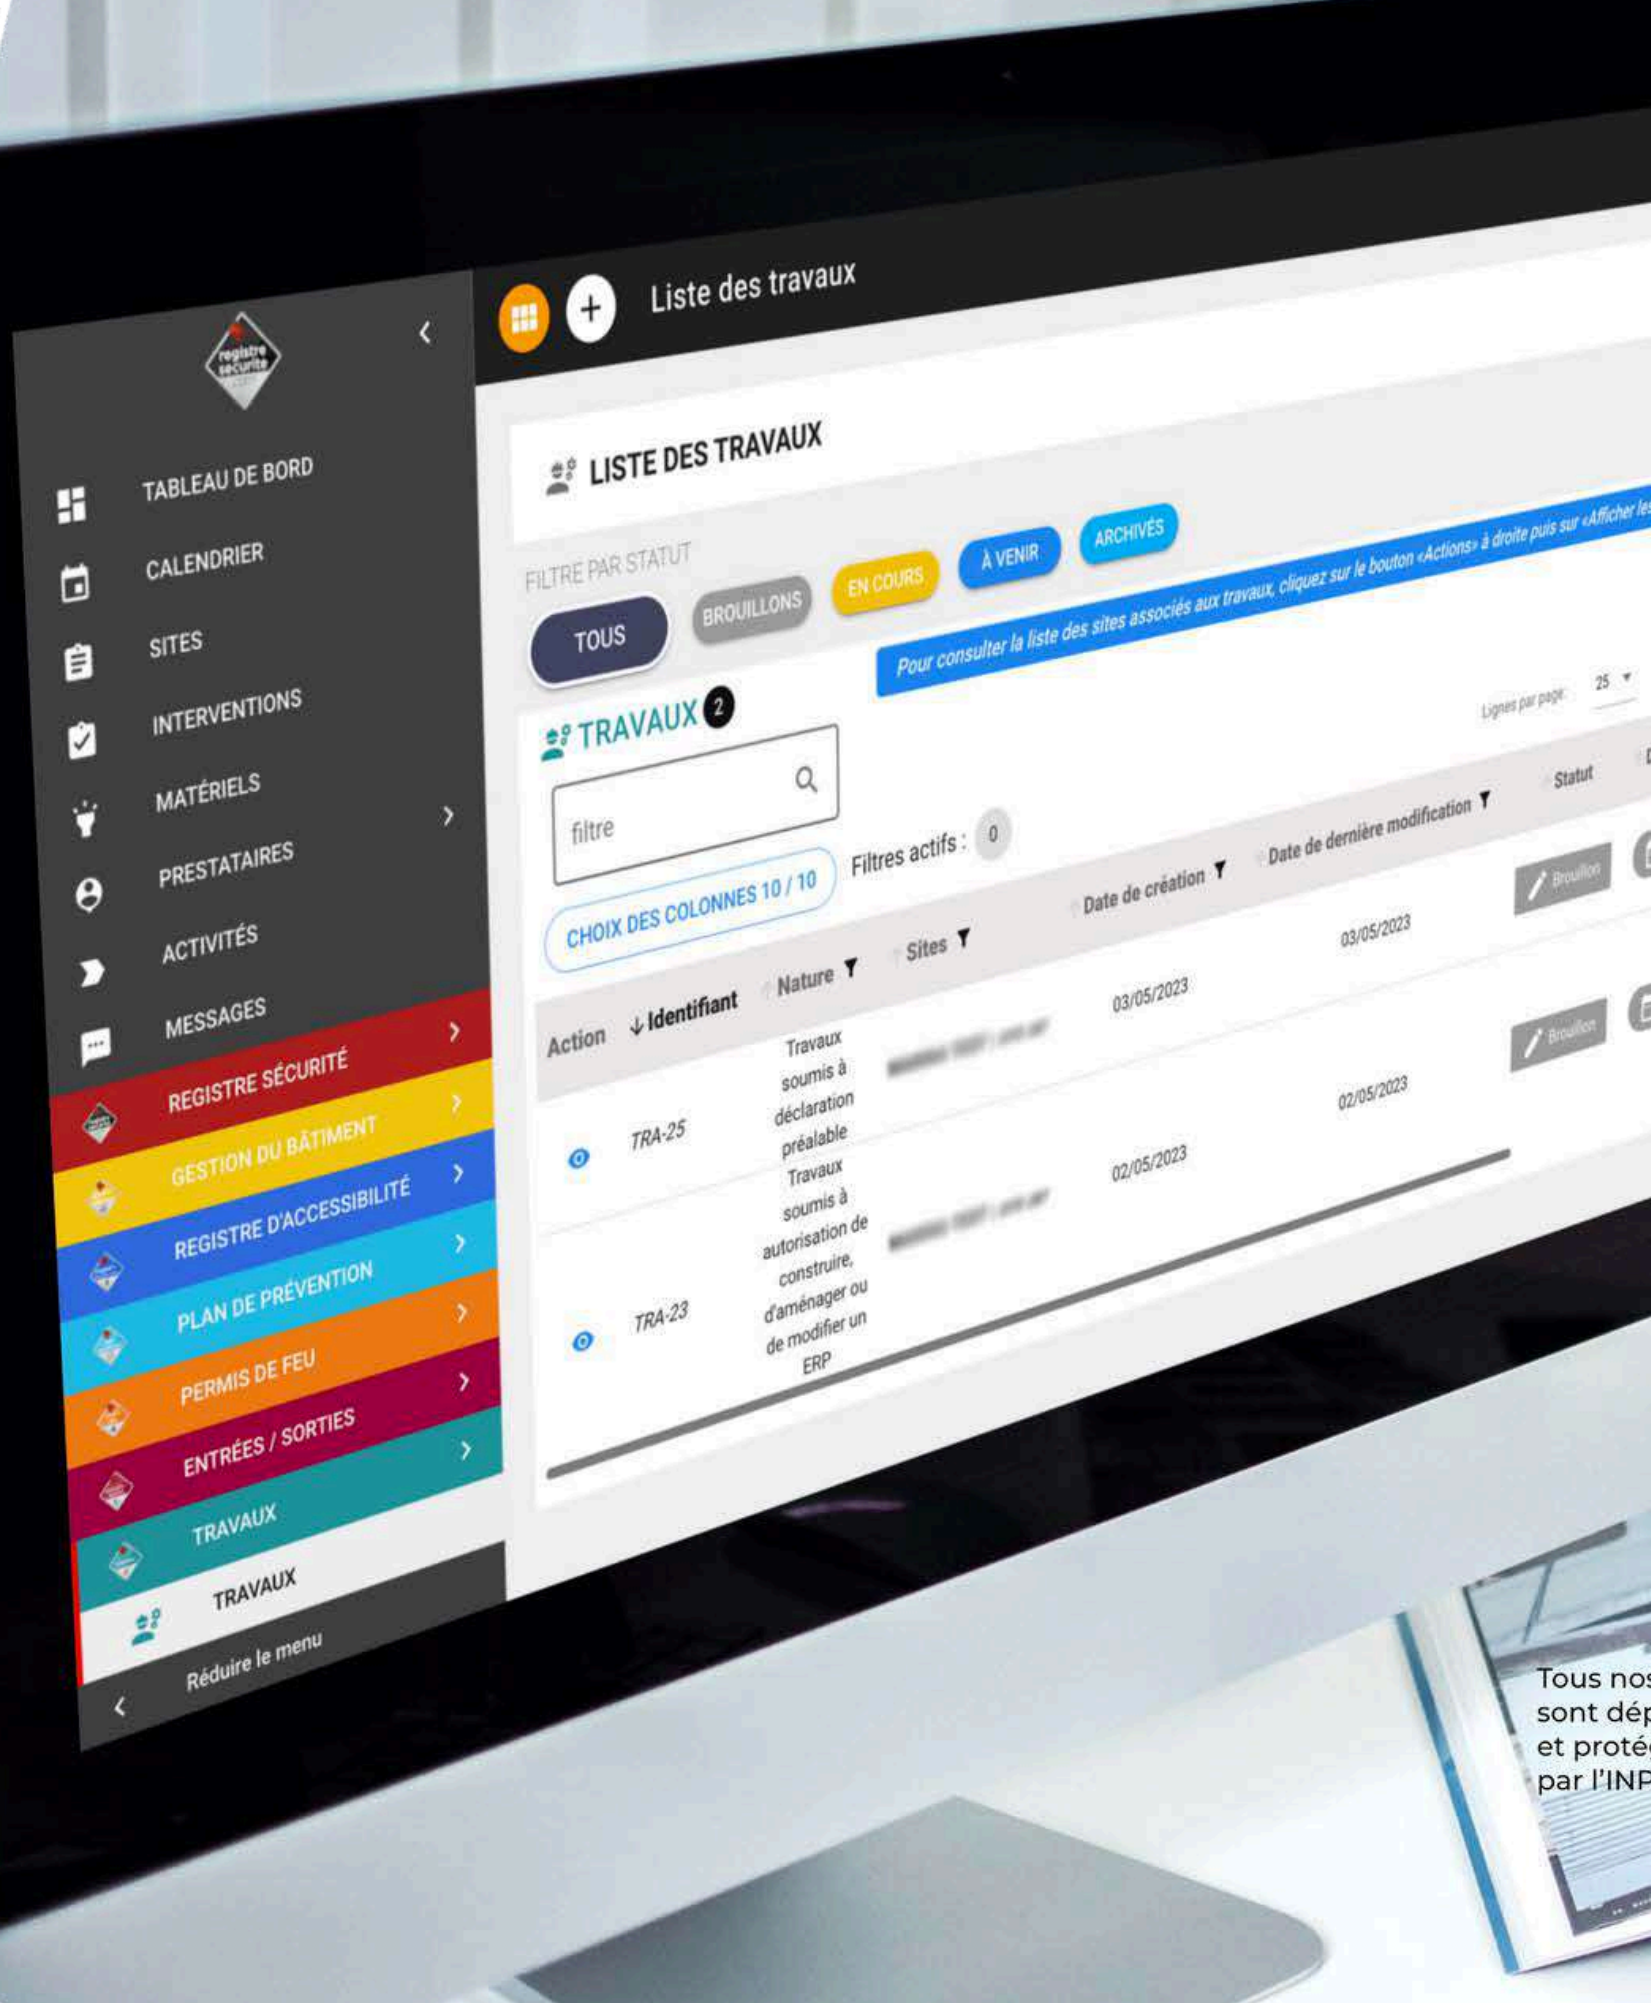 registre
securite
.com
Liste des travaux
TABLEAU DE BORD
CALENDRIER
SITES
INTERVENTIONS
MATÉRIELS
PRESTATAIRES
ACTIVITÉS
MESSAGES
REGISTRE SÉCURITÉ
GESTION DU BÂTIMENT
REGISTRE D'ACCESSIBILITÉ
PLAN DE PRÉVENTION
PERMIS DE FEU
ENTRÉES / SORTIES
TRAVAUX
TRAVAUX
Réduire le menu
LISTE DES TRAVAUX
FILTRE PAR STATUT
TOUS BROUILLONS EN COURS À VENIR ARCHIVÉS
Pour consulter la liste des sites associés aux travaux, cliquez sur le bouton «Actions» à droite puis sur «Afficher les
TRAVAUX 2
filtre
Lignes par page: 25
CHOIX DES COLONNES 10 / 10 Filtres actifs : 0
Action Identifiant Nature Sites Date de création Date de dernière modification Statut D
TRA-25
Travaux
soumis à
déclaration
préalable
03/05/2023 03/05/2023 Brouillon
TRA-23
Travaux
soumis à
autorisation de
construire,
d'aménager ou
de modifier un
ERP
02/05/2023 02/05/2023 Brouillon
Tous nos
sont dép
et proté
par l'INP